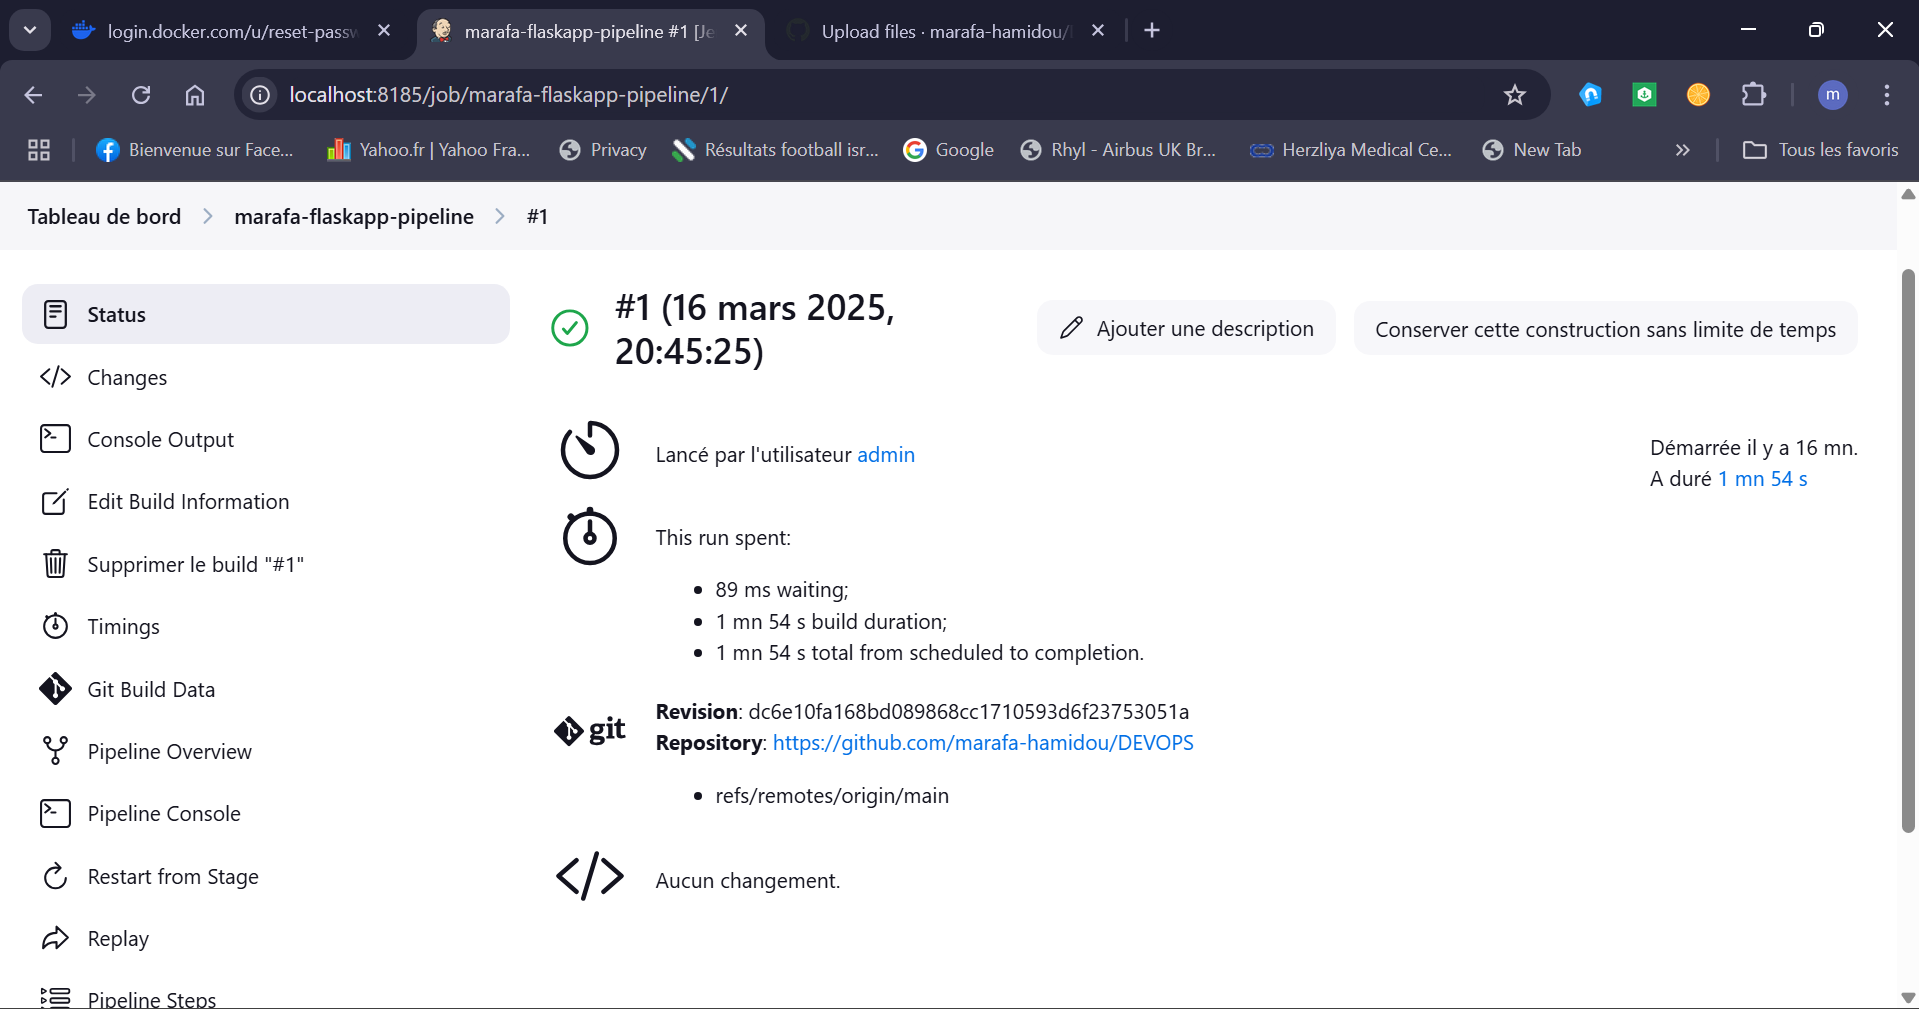 login.docker.com/u/reset-passw
marafa-flaskapp-pipeline #1 [Je
Upload files · marafa-hamidou/
localhost:8185/job/marafa-flaskapp-pipeline/1/
m
Bienvenue sur Face...
Yahoo.fr | Yahoo Fra...
Privacy
Résultats football isr...
Google
Rhyl - Airbus UK Br...
Herzliya Medical Ce...
New Tab
Tous les favoris
Tableau de bord
marafa-flaskapp-pipeline
#1
Status
Changes
Console Output
Edit Build Information
Supprimer le build "#1"
Timings
Git Build Data
Pipeline Overview
Pipeline Console
Restart from Stage
Replay
Pipeline Steps
#1 (16 mars 2025,
20:45:25)
Ajouter une description
Conserver cette construction sans limite de temps
Lancé par l'utilisateur admin
Démarrée il y a 16 mn.
A duré 1 mn 54 s
This run spent:
89 ms waiting;
1 mn 54 s build duration;
1 mn 54 s total from scheduled to completion.
git
Revision: dc6e10fa168bd089868cc1710593d6f23753051a
Repository: https://github.com/marafa-hamidou/DEVOPS
refs/remotes/origin/main
Aucun changement.